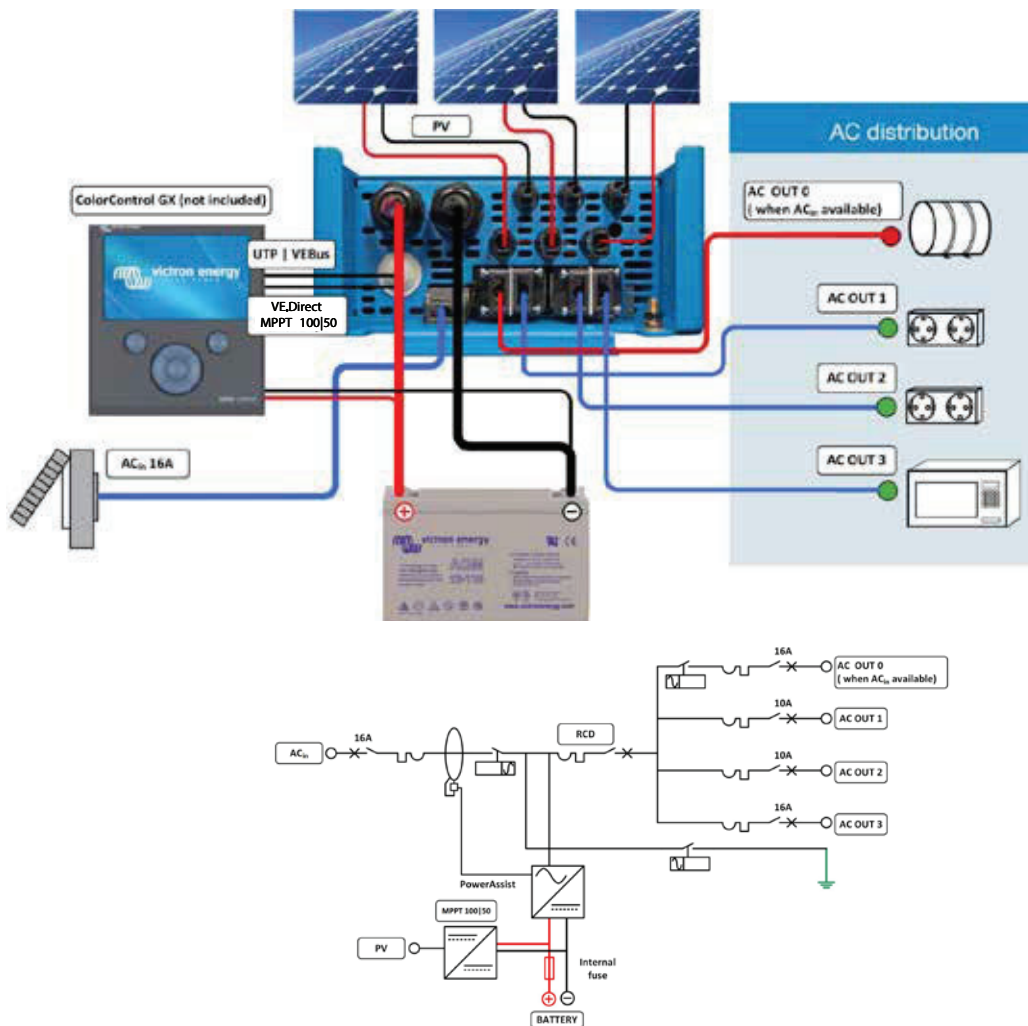 PV
AC distribution
ColorControl GX (not included)
victron energy
UTP | VEBus
VE,Direct
MPPT 100|50
AC OUT 0
( when ACin available)
AC OUT 1
AC OUT 2
AC OUT 3
ACin 16A
+
−
victron energy
AGM
www.victronenergy.com
16A
AC OUT 0
( when ACin available)
10A
AC OUT 1
RCD
16A
ACin
10A
AC OUT 2
16A
AC OUT 3
PowerAssist
MPPT 100|50
PV
Internal
fuse
+
−
BATTERY